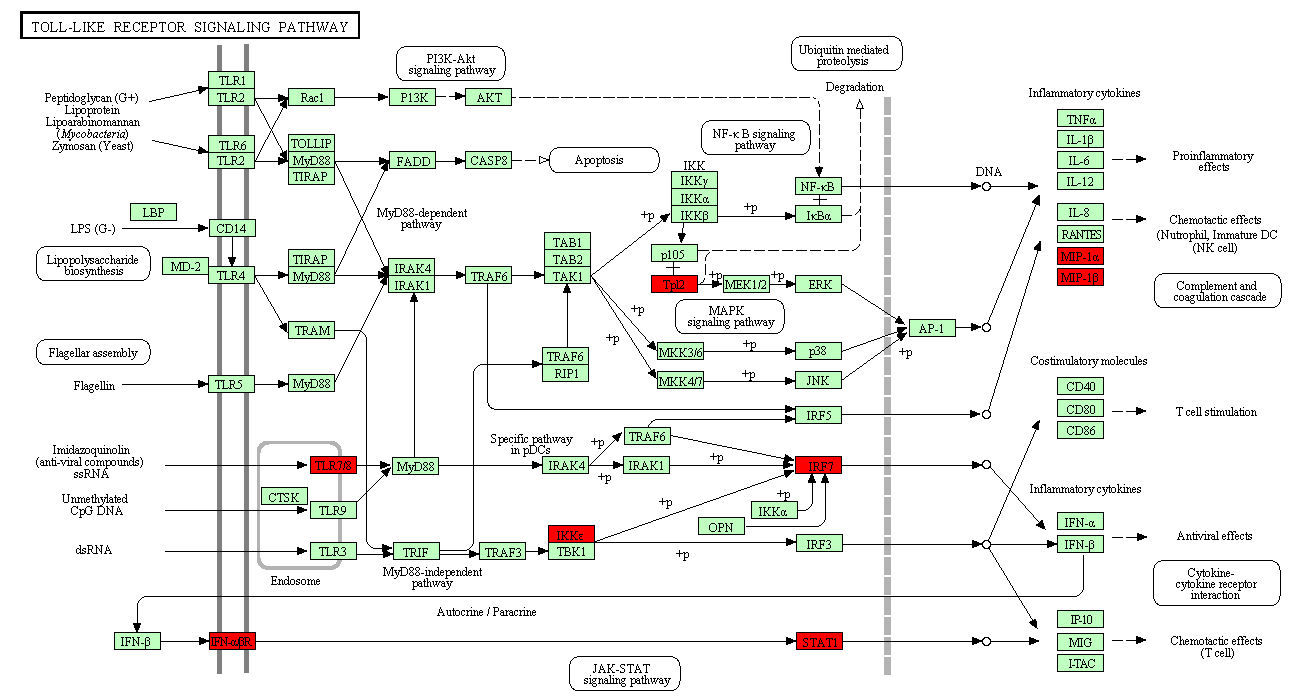 TOLL-LIKE RECEPTOR SIGNALING PATHWAY
PI3K-Akt
signaling pathway
Ubiquitin mediated
proteolysis
Degradation
TLR1
TLR2
Rac1
P13K
AKT
Peptidoglycan (G+)
Lipoprotein
Lipoarabinomannan
(Mycobacteria)
Zymosan (Yeast)
Inflammatory cytokines
TNFα
IL-1β
IL-6
IL-12
Proinflammatory
effects
TLR6
TLR2
TOLLIP
MyD88
TIRAP
FADD
CASP8
Apoptosis
NF-κ B signaling
pathway
IKK
IKKγ
IKKα
IKKβ
+p
+p
NF-κB
IκBα
DNA
IL-8
RANTES
MIP-1α
MIP-1β
Chemotactic effects
(Nutrophil, Immature DC
(NK cell)
LBP
LPS (G-)
CD14
MyD88-dependent
pathway
Lipopolysaccharide
biosynthesis
MD-2
TLR4
TIRAP
MyD88
IRAK4
IRAK1
TRAF6
TAB1
TAB2
TAK1
p105
Tpl2
+p
MEK1/2
+p
ERK
Complement and
coagulation cascade
MAPK
signaling pathway
TRAM
+p
+p
AP-1
+p
Flagellar assembly
TRAF6
RIP1
MKK3/6
+p
p38
MKK4/7
+p
JNK
Flagellin
TLR5
MyD88
Costimulatory molecules
CD40
CD80
CD86
T cell stimulation
IRF5
Specific pathway
in pDCs
TRAF6
+p
Imidazoquinolin
(anti-viral compounds)
ssRNA
TLR7/8
MyD88
IRAK4
+p
IRAK1
+p
IRF7
Unmethylated
CpG DNA
CTSK
TLR9
+p
+p
IKKα
OPN
Inflammatory cytokines
IFN-α
IFN-β
Antiviral effects
dsRNA
TLR3
TRIF
TRAF3
IKKε
TBK1
+p
IRF3
Endosome
MyD88-independent
pathway
Cytokine-
cytokine receptor
interaction
Autocrine / Paracrine
IFN-β
IFN-α/βR
STAT1
IP-10
MIG
I-TAC
Chemotactic effects
(T cell)
JAK-STAT
signaling pathway